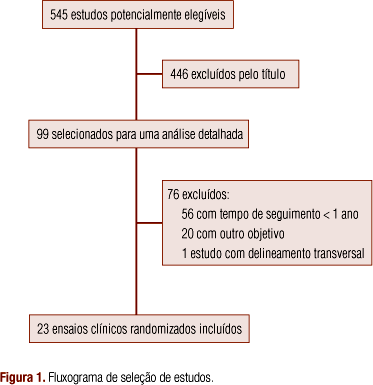 545 estudos potencialmente elegíveis
446 excluídos pelo título
99 selecionados para uma análise detalhada
76 excluídos:
56 com tempo de seguimento < 1 ano
20 com outro objetivo
1 estudo com delineamento transversal
23 ensaios clínicos randomizados incluídos
Figura 1. Fluxograma de seleção de estudos.